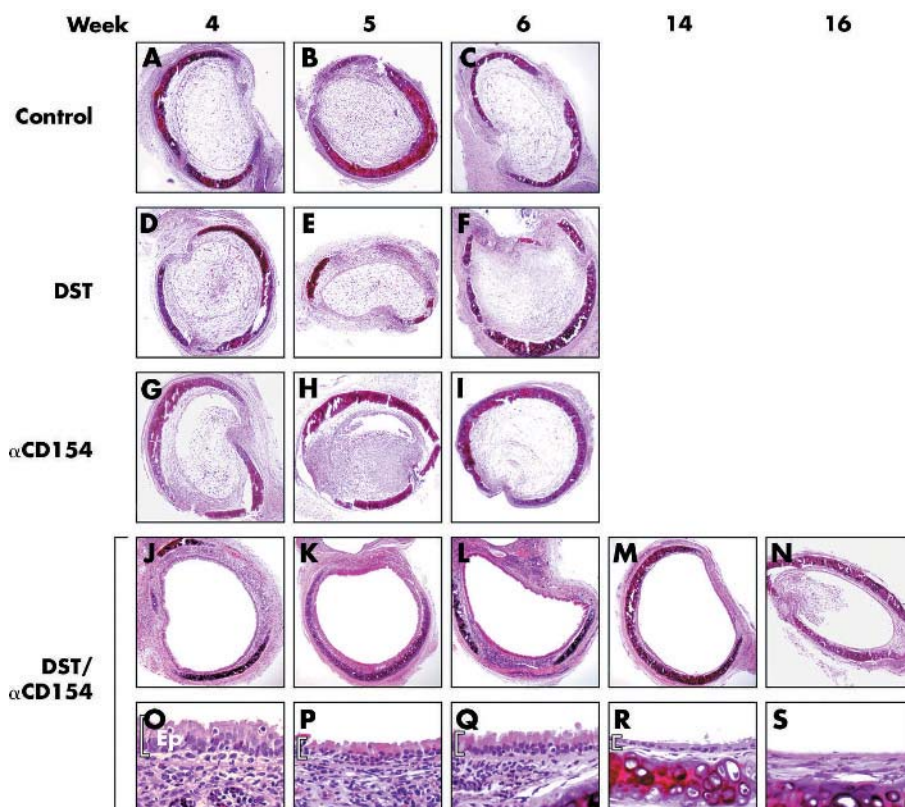 Week 4 5 6 14 16
A B C
Control
D E F
DST
G H I
αCD154
J K L M N
DST/
αCD154
O P Q R S
Ep